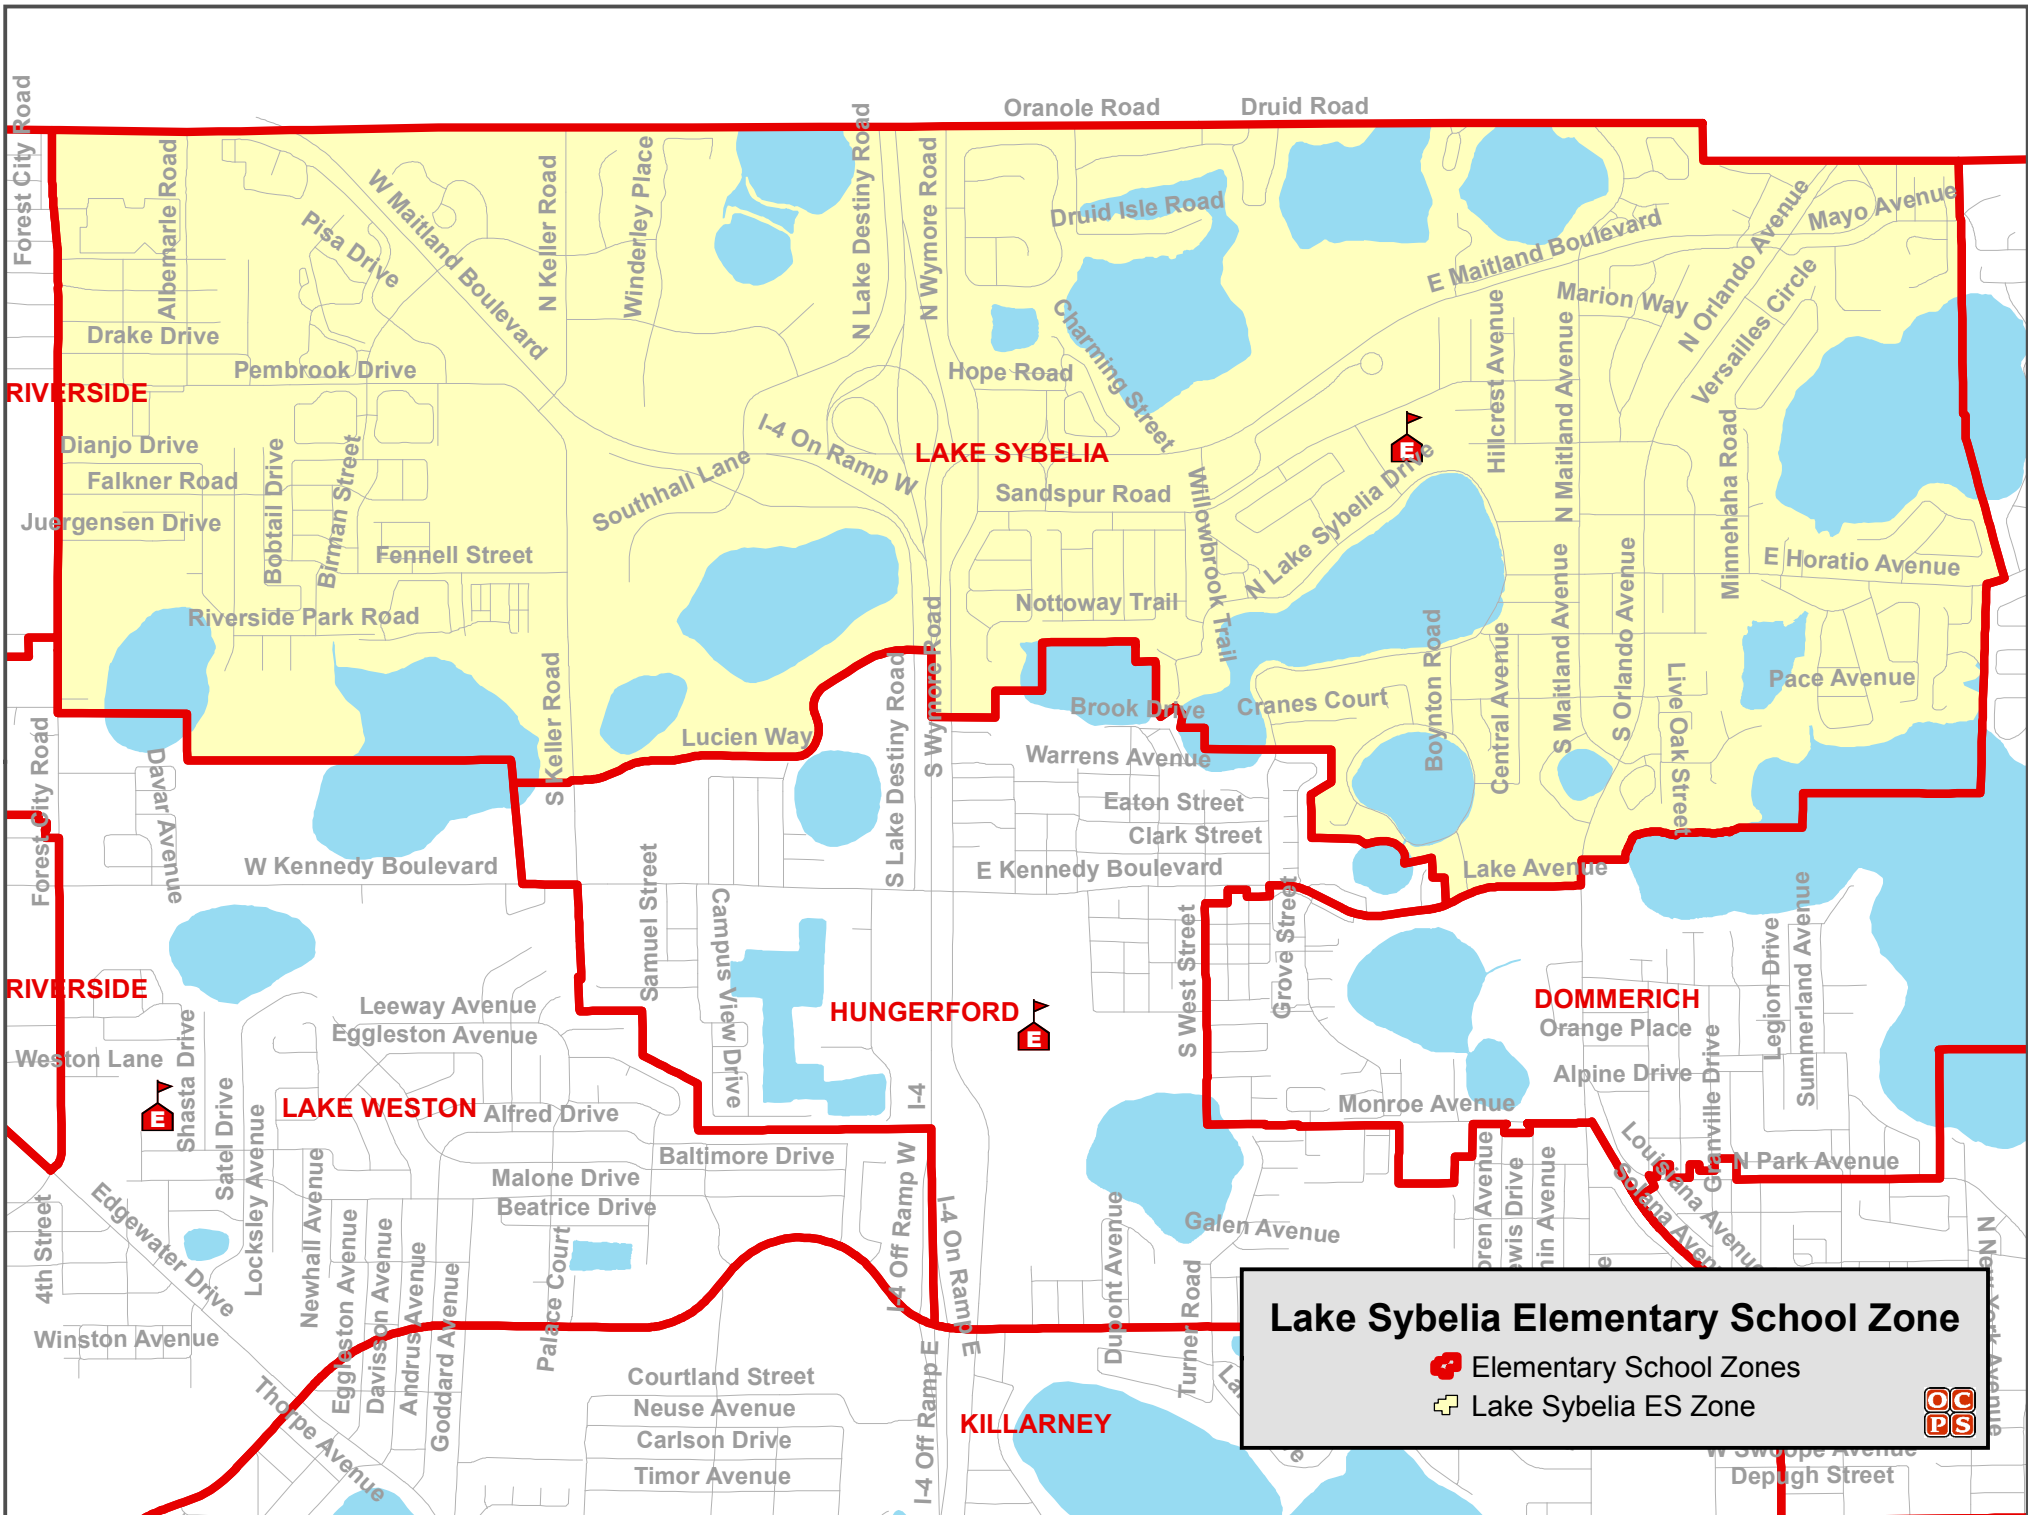 Oranole Road
Druid Road
Forest City Road
Albemarle Road
Pisa Drive
W Maitland Boulevard
N Keller Road
Winderley Place
N Lake Destiny Road
N Wymore Road
Druid Isle Road
E Maitland Boulevard
N Orlando Avenue
Mayo Avenue
Marion Way
Versailles Circle
Drake Drive
Pembrook Drive
Hope Road
Charming Street
Hillcrest Avenue
N Maitland Avenue
RIVERSIDE
Dianjo Drive
Falkner Road
Juergensen Drive
Bobtail Drive
Birman Street
Fennell Street
Southhall Lane
I-4 On Ramp W
LAKE SYBELIA
E
Sandspur Road
Willowbrook Trail
N Lake Sybelia Drive
Minnehaha Road
E Horatio Avenue
Riverside Park Road
Nottoway Trail
S Keller Road
Lucien Way
S Lake Destiny Road
S Wymore Road
Brook Drive
Cranes Court
Boynton Road
Central Avenue
S Maitland Avenue
S Orlando Avenue
Live Oak Street
Pace Avenue
Warrens Avenue
Eaton Street
Clark Street
E Kennedy Boulevard
Lake Avenue
Forest City Road
Davar Avenue
W Kennedy Boulevard
Samuel Street
Campus View Drive
S West Street
Grove Street
Legion Drive
Summerland Avenue
RIVERSIDE
Leeway Avenue
Eggleston Avenue
HUNGERFORD
E
DOMMERICH
Orange Place
Alpine Drive
Granville Drive
Weston Lane
E
Shasta Drive
Satel Drive
Locksley Avenue
LAKE WESTON
Alfred Drive
I-4
Monroe Avenue
Baltimore Drive
Malone Drive
Beatrice Drive
Louisiana Avenue
N Park Avenue
4th Street
Edgewater Drive
Newhall Avenue
Eggleston Avenue
Davisson Avenue
Andrus Avenue
Goddard Avenue
Palace Court
I-4 Off Ramp W
I-4 On Ramp E
Dupont Avenue
Turner Road
Galen Avenue
Winston Avenue
Thorpe Avenue
Courtland Street
Neuse Avenue
Carlson Drive
Timor Avenue
I-4 Off Ramp E
KILLARNEY
Lake Sybelia Elementary School Zone
Elementary School Zones
Lake Sybelia ES Zone
OC
PS
Depugh Street